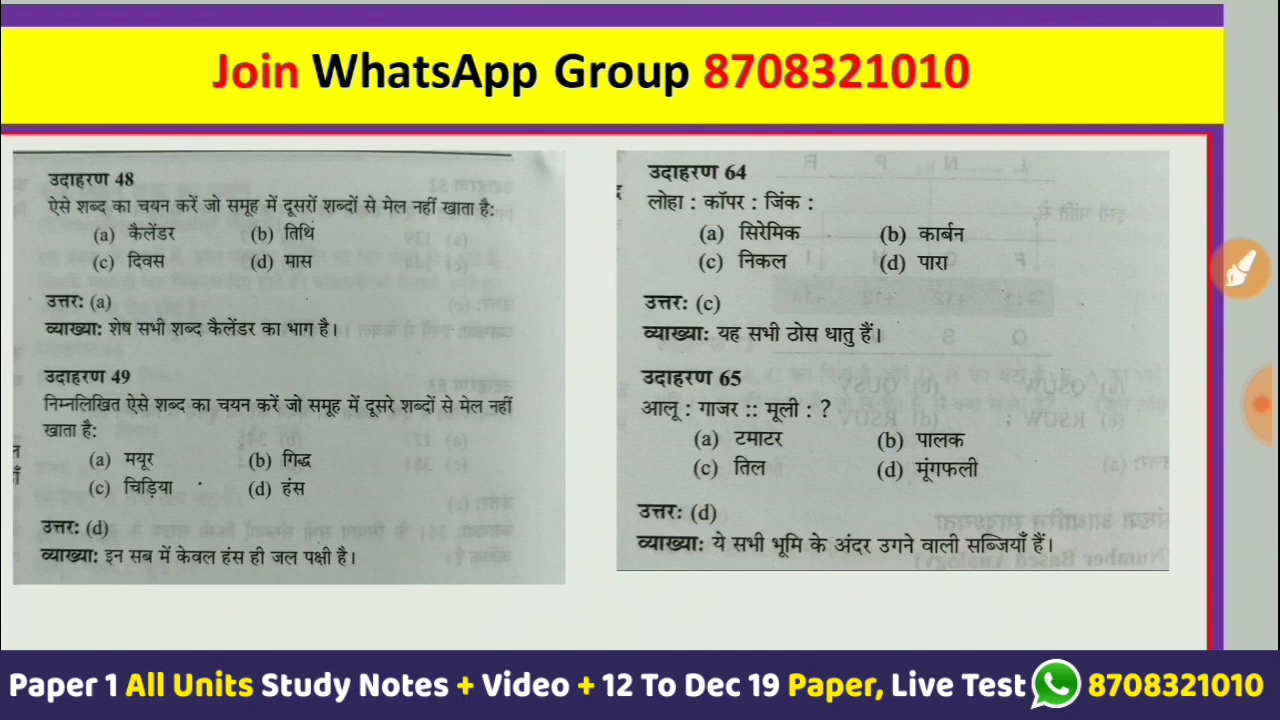 Join WhatsApp Group 8708321010
उदाहरण 48
ऐसे शब्द का चयन करें जो समूह में दूसरों शब्दों से मेल नहीं खाता है:
(a) कैलेंडर (b) तिथिं
(c) दिवस (d) मास
उत्तर: (a)
व्याख्या: शेष सभी शब्द कैलेंडर का भाग है।
उदाहरण 49
निम्नलिखित ऐसे शब्द का चयन करें जो समूह में दूसरे शब्दों से मेल नहीं
खाता है:
(a) मयूर (b) गिद्ध
(c) चिड़िया (d) हंस
उत्तर: (d)
व्याख्या: इन सब में केवल हंस ही जल पक्षी है।
उदाहरण 64
लोहा : कॉपर : जिंक :
(a) सिरेमिक (b) कार्बन
(c) निकल (d) पारा
उत्तर: (c)
व्याख्या: यह सभी ठोस धातु हैं।
उदाहरण 65
आलू : गाजर :: मूली : ?
(a) टमाटर (b) पालक
(c) तिल (d) मूंगफली
उत्तर: (d)
व्याख्या: ये सभी भूमि के अंदर उगने वाली सब्जियाँ हैं।
Paper 1 All Units Study Notes + Video + 12 To Dec 19 Paper, Live Test 8708321010